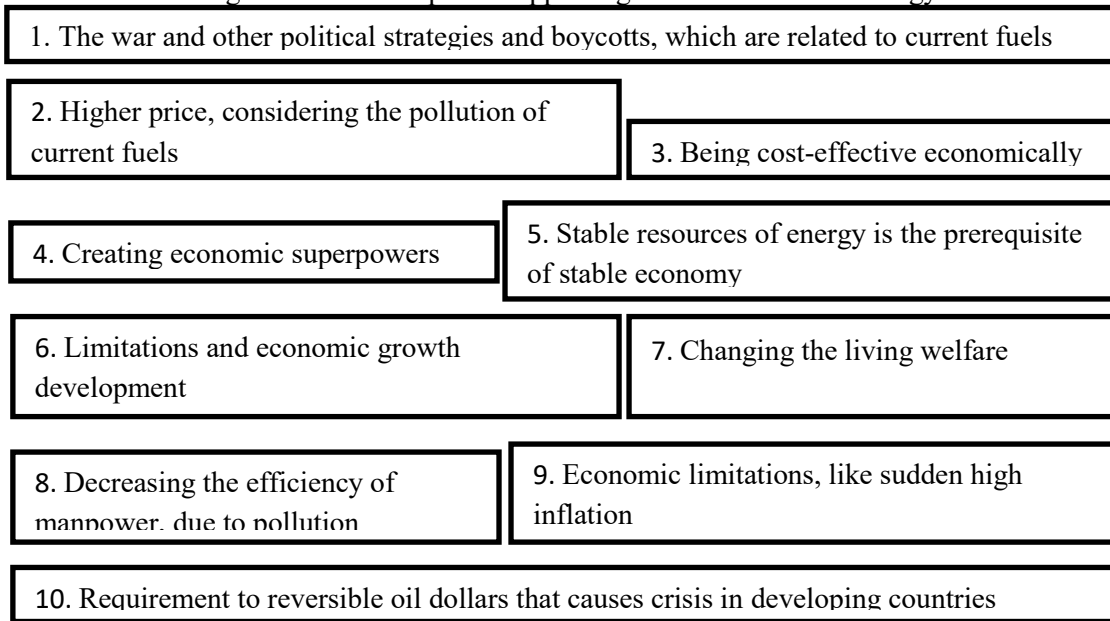 1. The war and other political strategies and boycotts, which are related to current fuels
2. Higher price, considering the pollution of
current fuels
3. Being cost-effective economically
4. Creating economic superpowers
5. Stable resources of energy is the prerequisite
of stable economy
6. Limitations and economic growth
development
7. Changing the living welfare
8. Decreasing the efficiency of
manpower, due to pollution
9. Economic limitations, like sudden high
inflation
10. Requirement to reversible oil dollars that causes crisis in developing countries